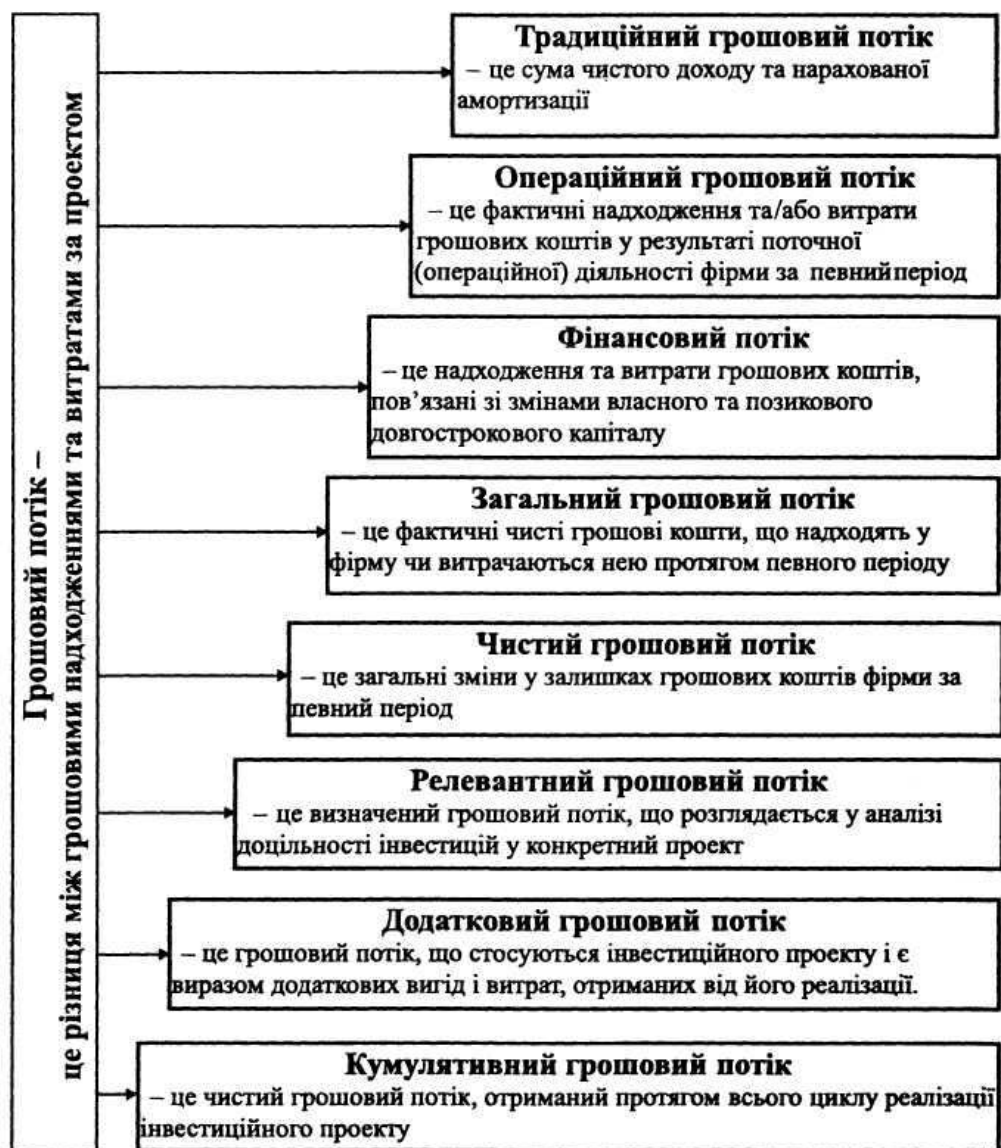 Грошовий потік –
це різниця між грошовими надходженнями та витратами за проектом
Традиційний грошовий потік
– це сума чистого доходу та нарахованої
амортизації
Операційний грошовий потік
– це фактичні надходження та/або витрати
грошових коштів у результаті поточної
(операційної) діяльності фірми за певний період
Фінансовий потік
– це надходження та витрати грошових коштів,
пов’язані зі змінами власного та позикового
довгострокового капіталу
Загальний грошовий потік
– це фактичні чисті грошові кошти, що надходять у
фірму чи витрачаються нею протягом певного періоду
Чистий грошовий потік
– це загальні зміни у залишках грошових коштів фірми за
певний період
Релевантний грошовий потік
– це визначений грошовий потік, що розглядається у аналізі
доцільності інвестицій у конкретний проект
Додатковий грошовий потік
– це грошовий потік, що стосуються інвестиційного проекту і є
виразом додаткових вигід і витрат, отриманих від його реалізації.
Кумулятивний грошовий потік
– це чистий грошовий потік, отриманий протягом всього циклу реалізації
інвестиційного проекту